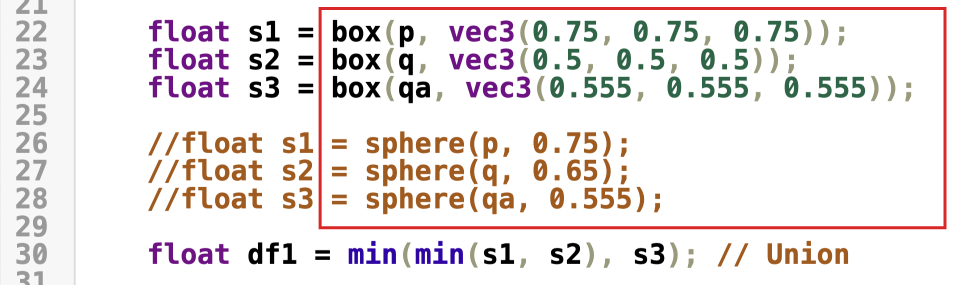 21
22 float s1 = box(p, vec3(0.75, 0.75, 0.75));
23 float s2 = box(q, vec3(0.5, 0.5, 0.5));
24 float s3 = box(qa, vec3(0.555, 0.555, 0.555));
25
26 //float s1 = sphere(p, 0.75);
27 //float s2 = sphere(q, 0.65);
28 //float s3 = sphere(qa, 0.555);
29
30 float df1 = min(min(s1, s2), s3); // Union
31